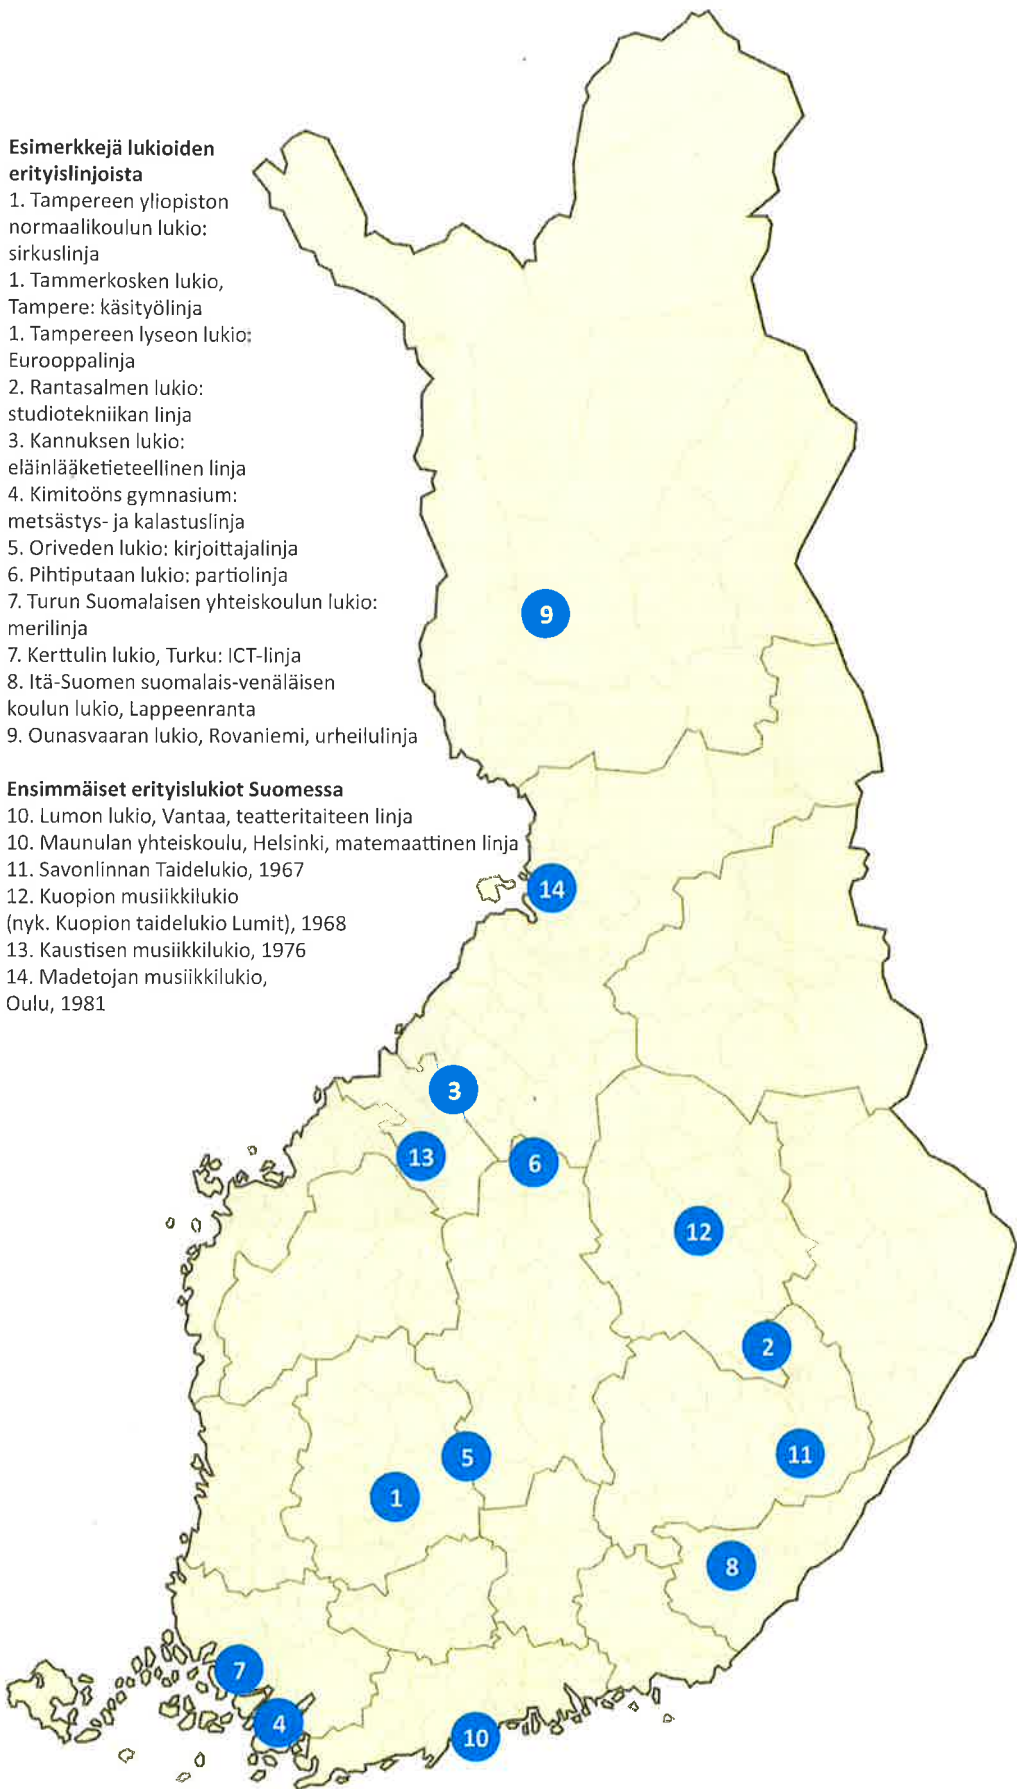 Esimerkkejä lukioiden
erityislinjoista
1. Tampereen yliopiston
normaalikoulun lukio:
sirkuslinja
1. Tammerkosken lukio,
Tampere: käsityölinja
1. Tampereen lyseon lukio:
Eurooppalinja
2. Rantasalmen lukio:
studiotekniikan linja
3. Kannuksen lukio:
eläinlääketieteellinen linja
4. Kimitoöns gymnasium:
metsästys- ja kalastuslinja
5. Oriveden lukio: kirjoittajalinja
6. Pihtiputaan lukio: partiolinja
7. Turun Suomalaisen yhteiskoulun lukio:
merilinja
7. Kerttulin lukio, Turku: ICT-linja
8. Itä-Suomen suomalais-venäläisen
koulun lukio, Lappeenranta
9. Ounasvaaran lukio, Rovaniemi, urheilulinja
Ensimmäiset erityislukiot Suomessa
10. Lumon lukio, Vantaa, teatteritaiteen linja
10. Maunulan yhteiskoulu, Helsinki, matemaattinen linja
11. Savonlinnan Taidelukio, 1967
12. Kuopion musiikkilukio
(nyk. Kuopion taidelukio Lumit), 1968
13. Kaustisen musiikkilukio, 1976
14. Madetojan musiikkilukio,
Oulu, 1981
9
14
3
13
6
12
2
11
5
1
8
7
4
10